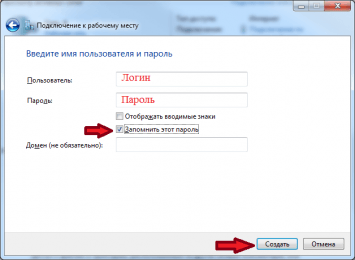 Подключение к рабочему месту
Введите имя пользователя и пароль
Пользователь:
Логин
Пароль:
Пароль
Отображать вводимые знаки
Запомнить этот пароль
Домен (не обязательно):
Создать
Отмена